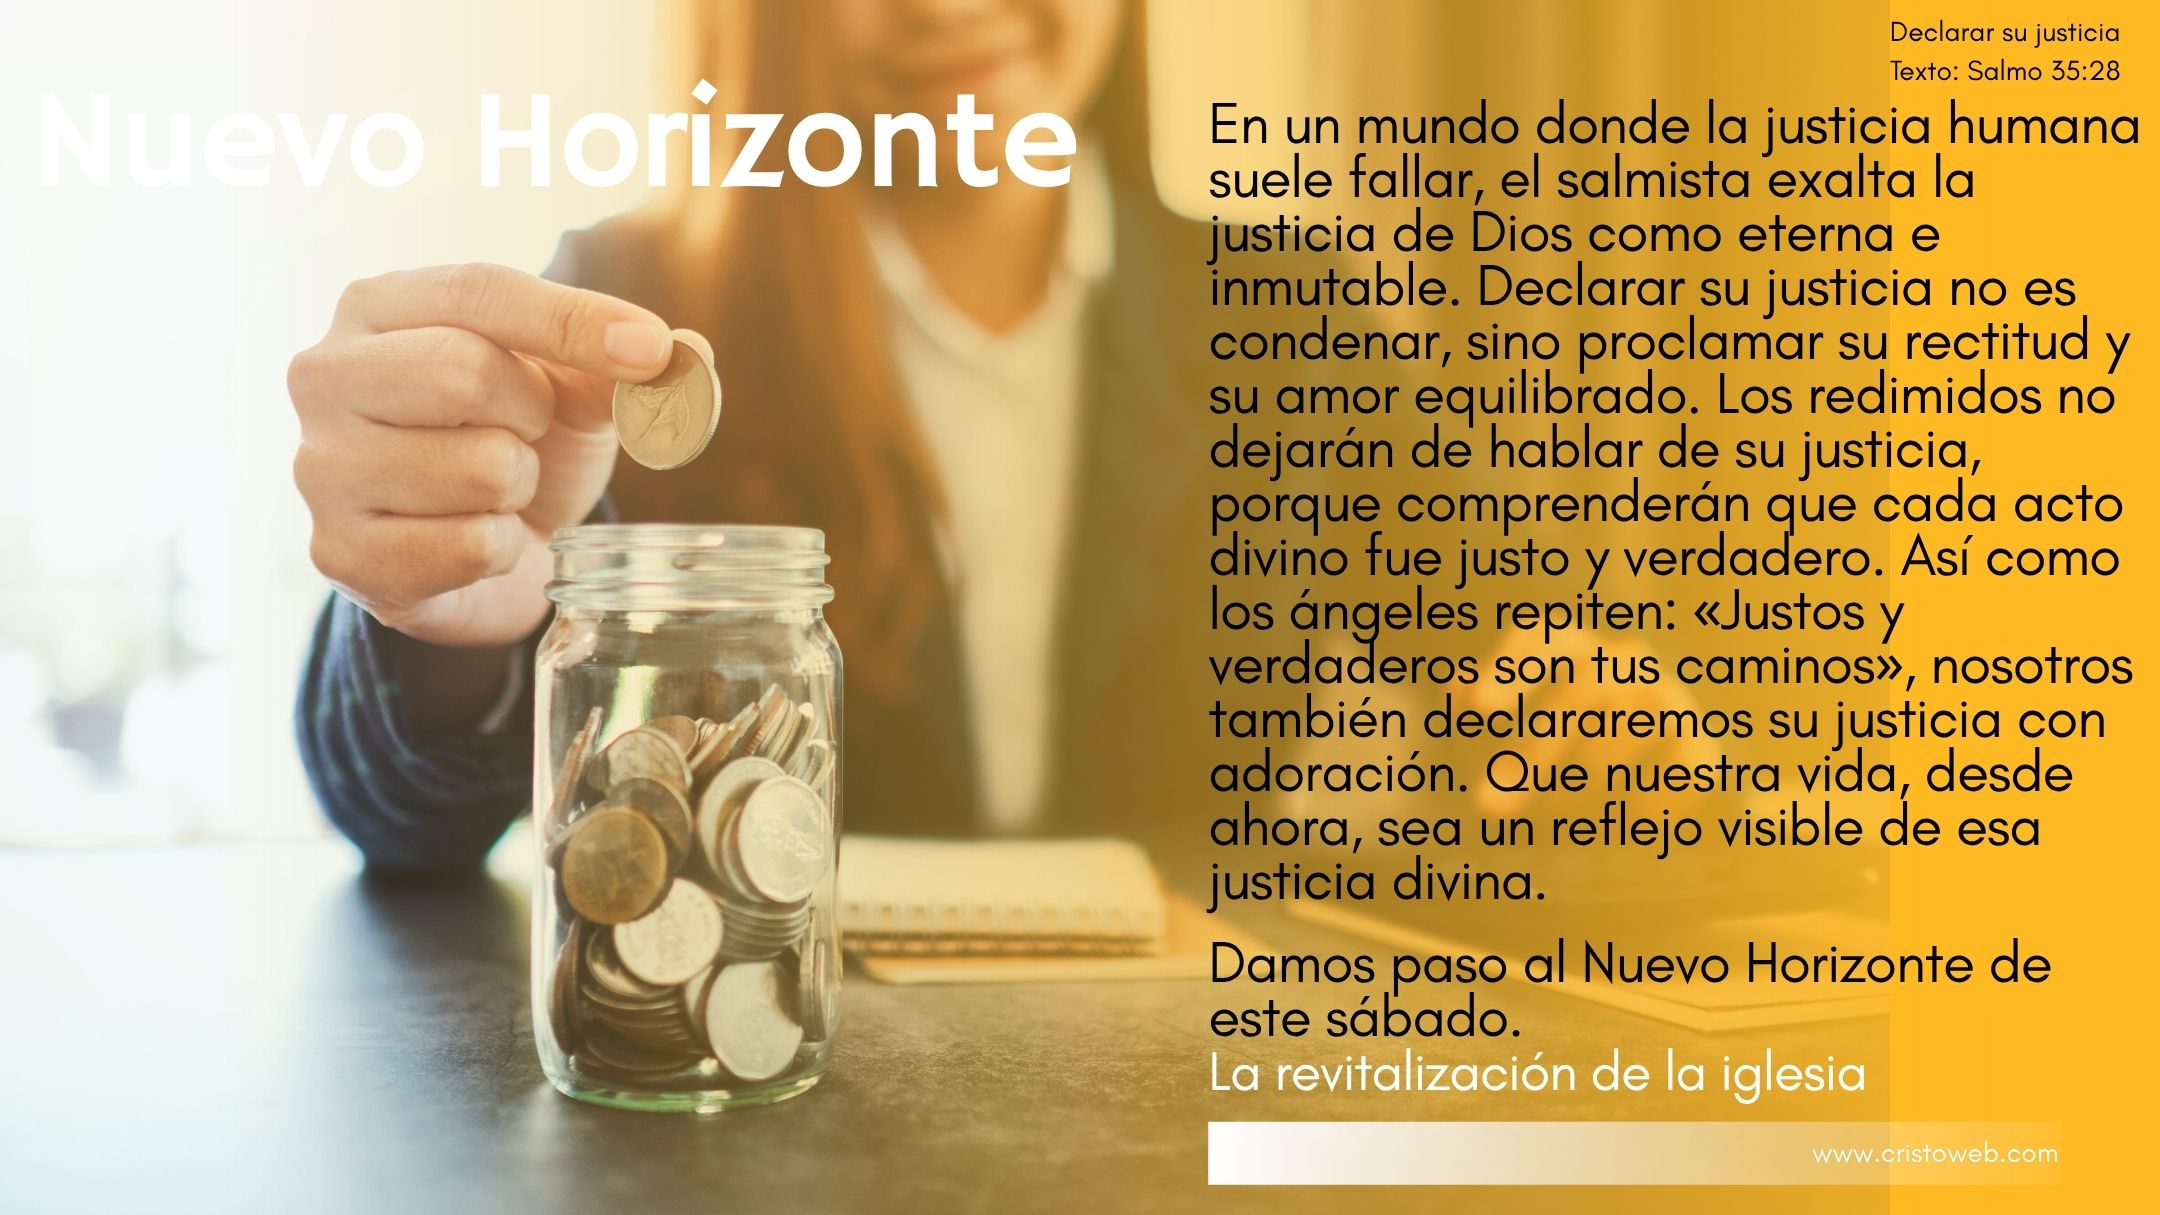 Nuevo Horizonte
Declarar su justicia
Texto: Salmo 35:28
En un mundo donde la justicia humana
suele fallar, el salmista exalta la
justicia de Dios como eterna e
inmutable. Declarar su justicia no es
condenar, sino proclamar su rectitud y
su amor equilibrado. Los redimidos no
dejarán de hablar de su justicia,
porque comprenderán que cada acto
divino fue justo y verdadero. Así como
los ángeles repiten: «Justos y
verdaderos son tus caminos», nosotros
también declararemos su justicia con
adoración. Que nuestra vida, desde
ahora, sea un reflejo visible de esa
justicia divina.
Damos paso al Nuevo Horizonte de
este sábado.
La revitalización de la iglesia
www.cristoweb.com